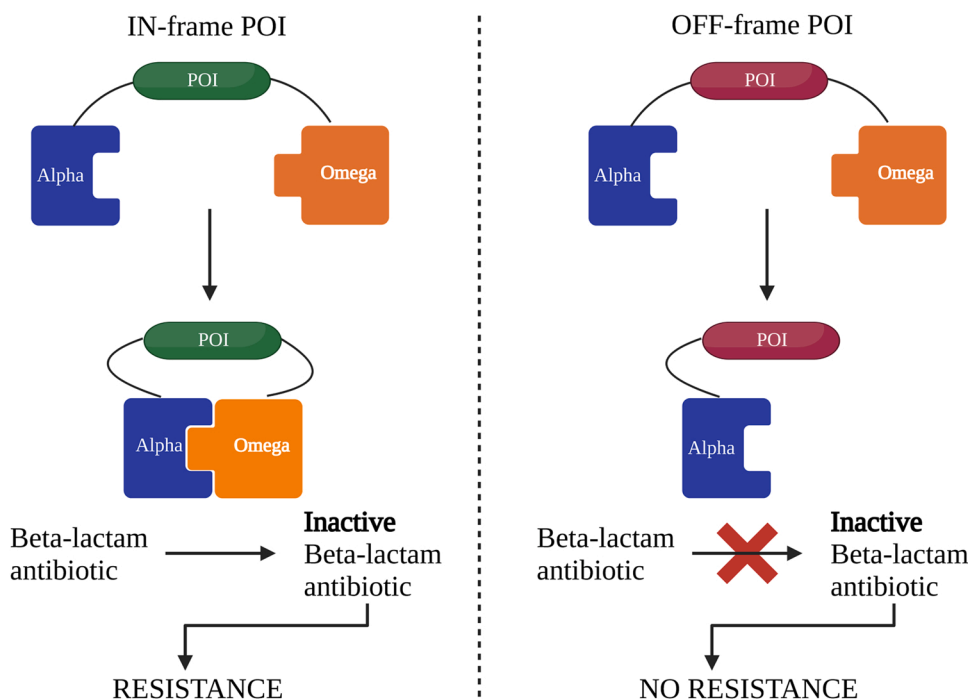 IN-frame POI
POI
Alpha
Omega
POI
Alpha
Omega
Beta-lactam
antibiotic
Inactive
Beta-lactam
antibiotic
RESISTANCE
OFF-frame POI
POI
Alpha
Omega
POI
Alpha
Beta-lactam
antibiotic
Inactive
Beta-lactam
antibiotic
NO RESISTANCE